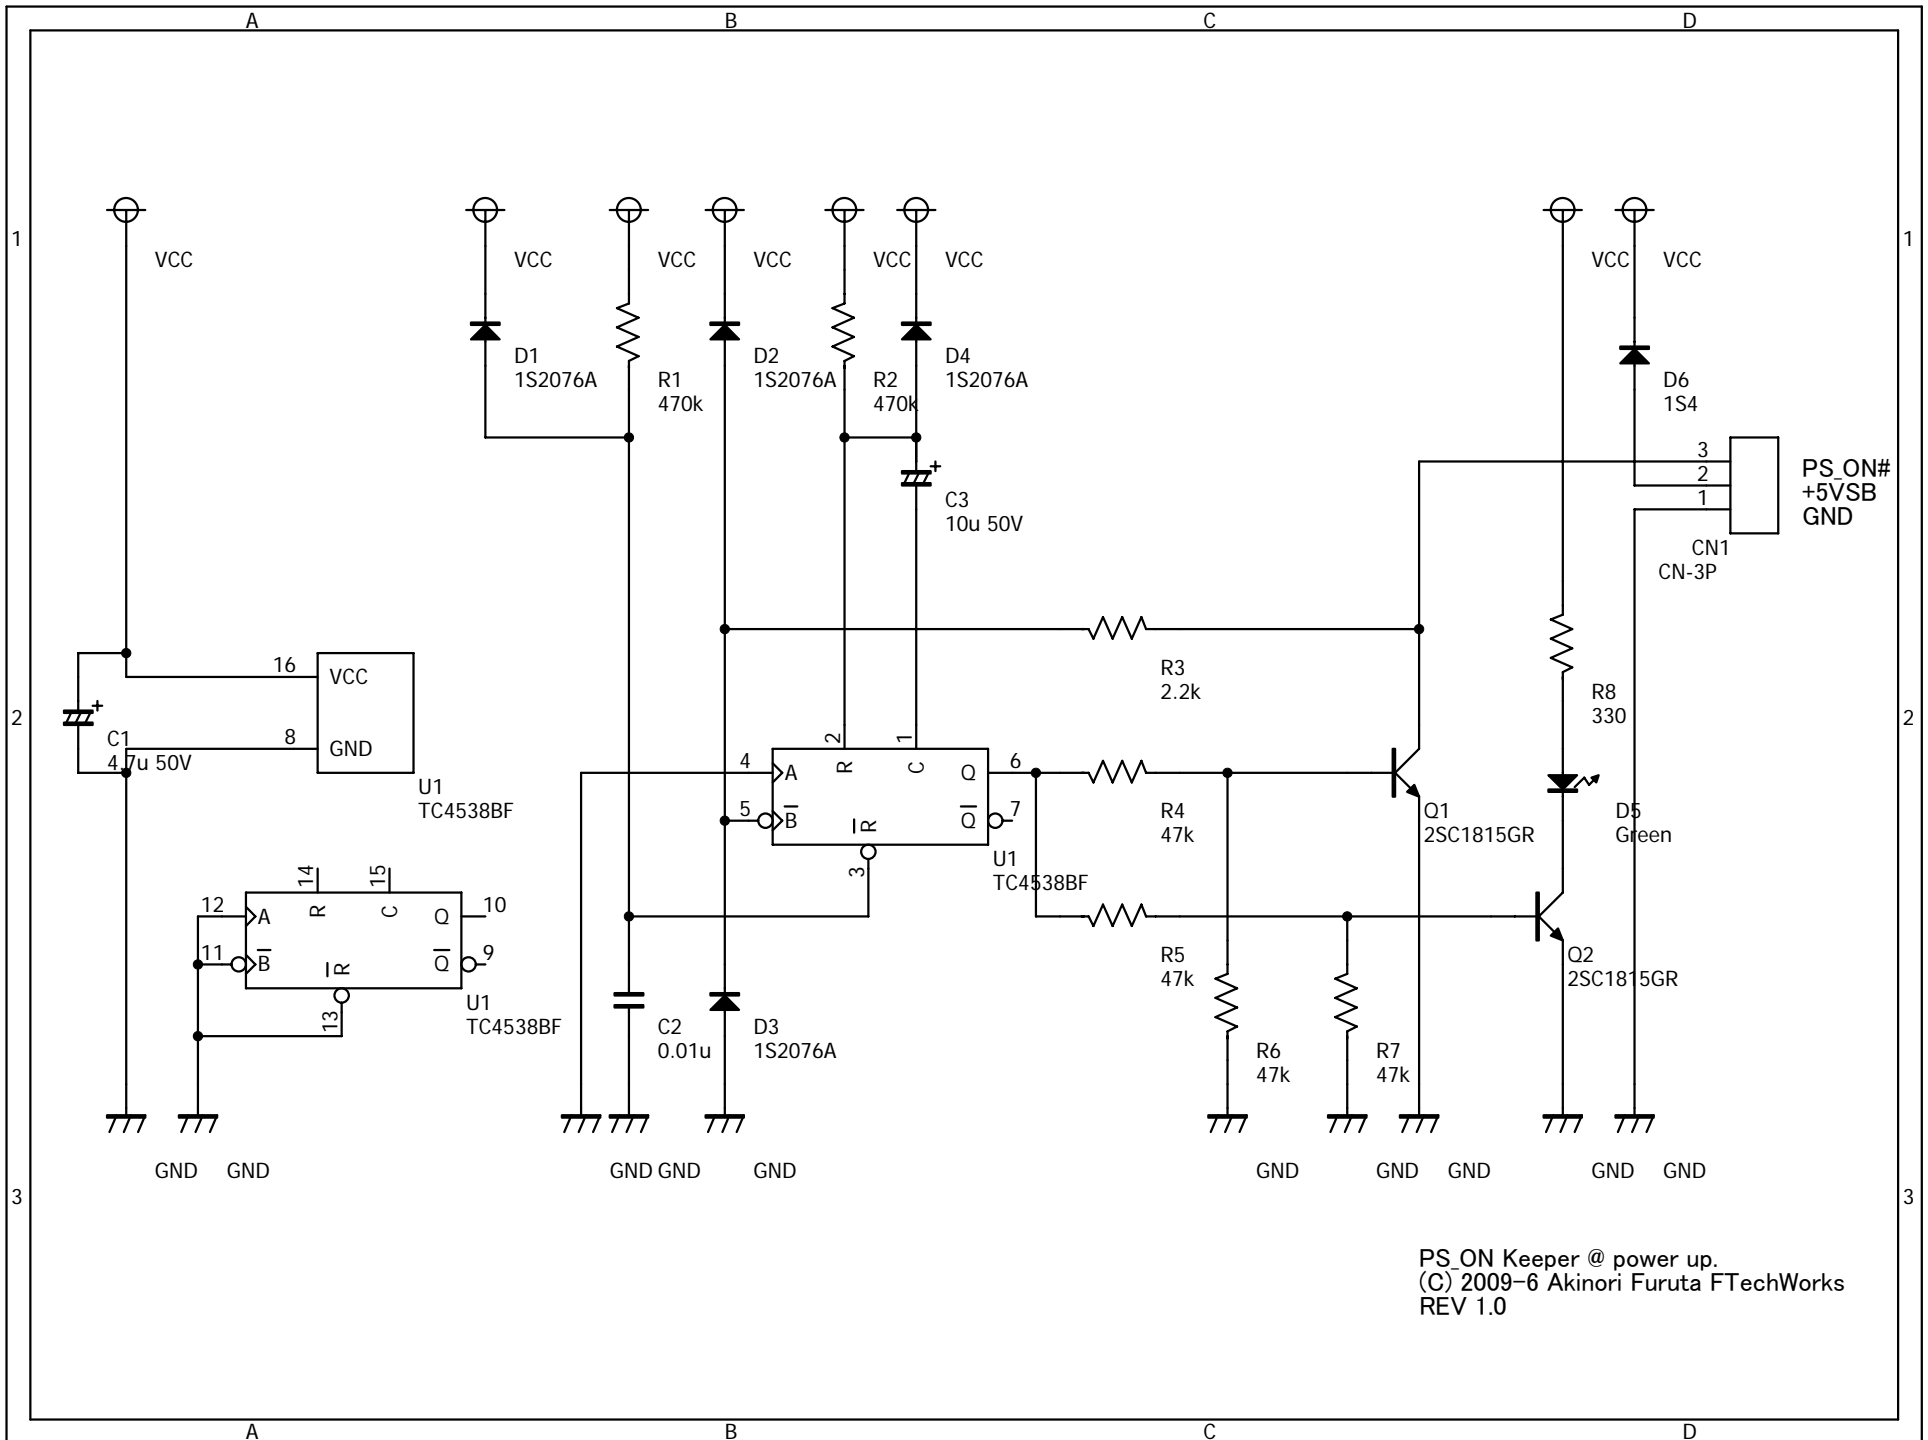 A B C D
1 1
VCC VCC VCC VCC VCC VCC VCC VCC
D1
1S2076A
R1
470k
D2
1S2076A
R2
470k
D4
1S2076A
D6
1S4
3
2
1
PS_ON#
+5VSB
GND
CN1
CN-3P
+
C3
10u 50V
R3
2.2k
16 VCC
8 GND
U1
TC4538BF
+
C1
4.7u 50V
2 2
R8
330
2 1
4 A R C Q 6
5 B R Q 7
3
U1
TC4538BF
R4
47k
Q1
2SC1815GR
D5
Green
14 15
12 A R C Q 10
11 B R Q 9
13
U1
TC4538BF
R5
47k
Q2
2SC1815GR
C2
0.01u
D3
1S2076A
R6
47k
R7
47k
GND GND GND GND GND GND GND GND GND GND
3 3
PS_ON Keeper @ power up.
(C) 2009-6 Akinori Furuta FTechWorks
REV 1.0
A B C D